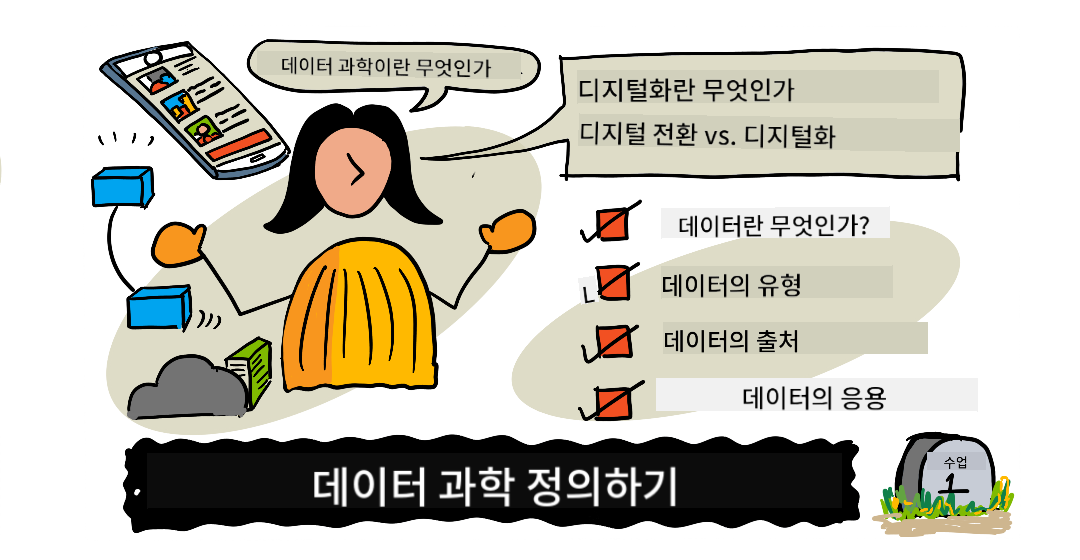 데이터 과학이란 무엇인가
디지털화란 무엇인가
디지털 전환 vs. 디지털화
데이터란 무엇인가?
데이터의 유형
데이터의 출처
데이터의 응용
데이터 과학 정의하기
수업
1